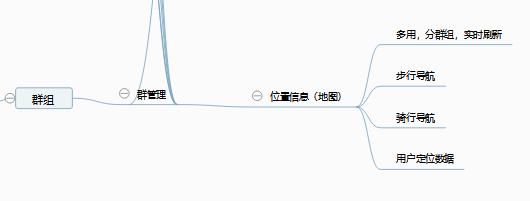 多用，分群组，实时刷新
步行导航
群管理
位置信息（地图）
群组
骑行导航
用户定位数据